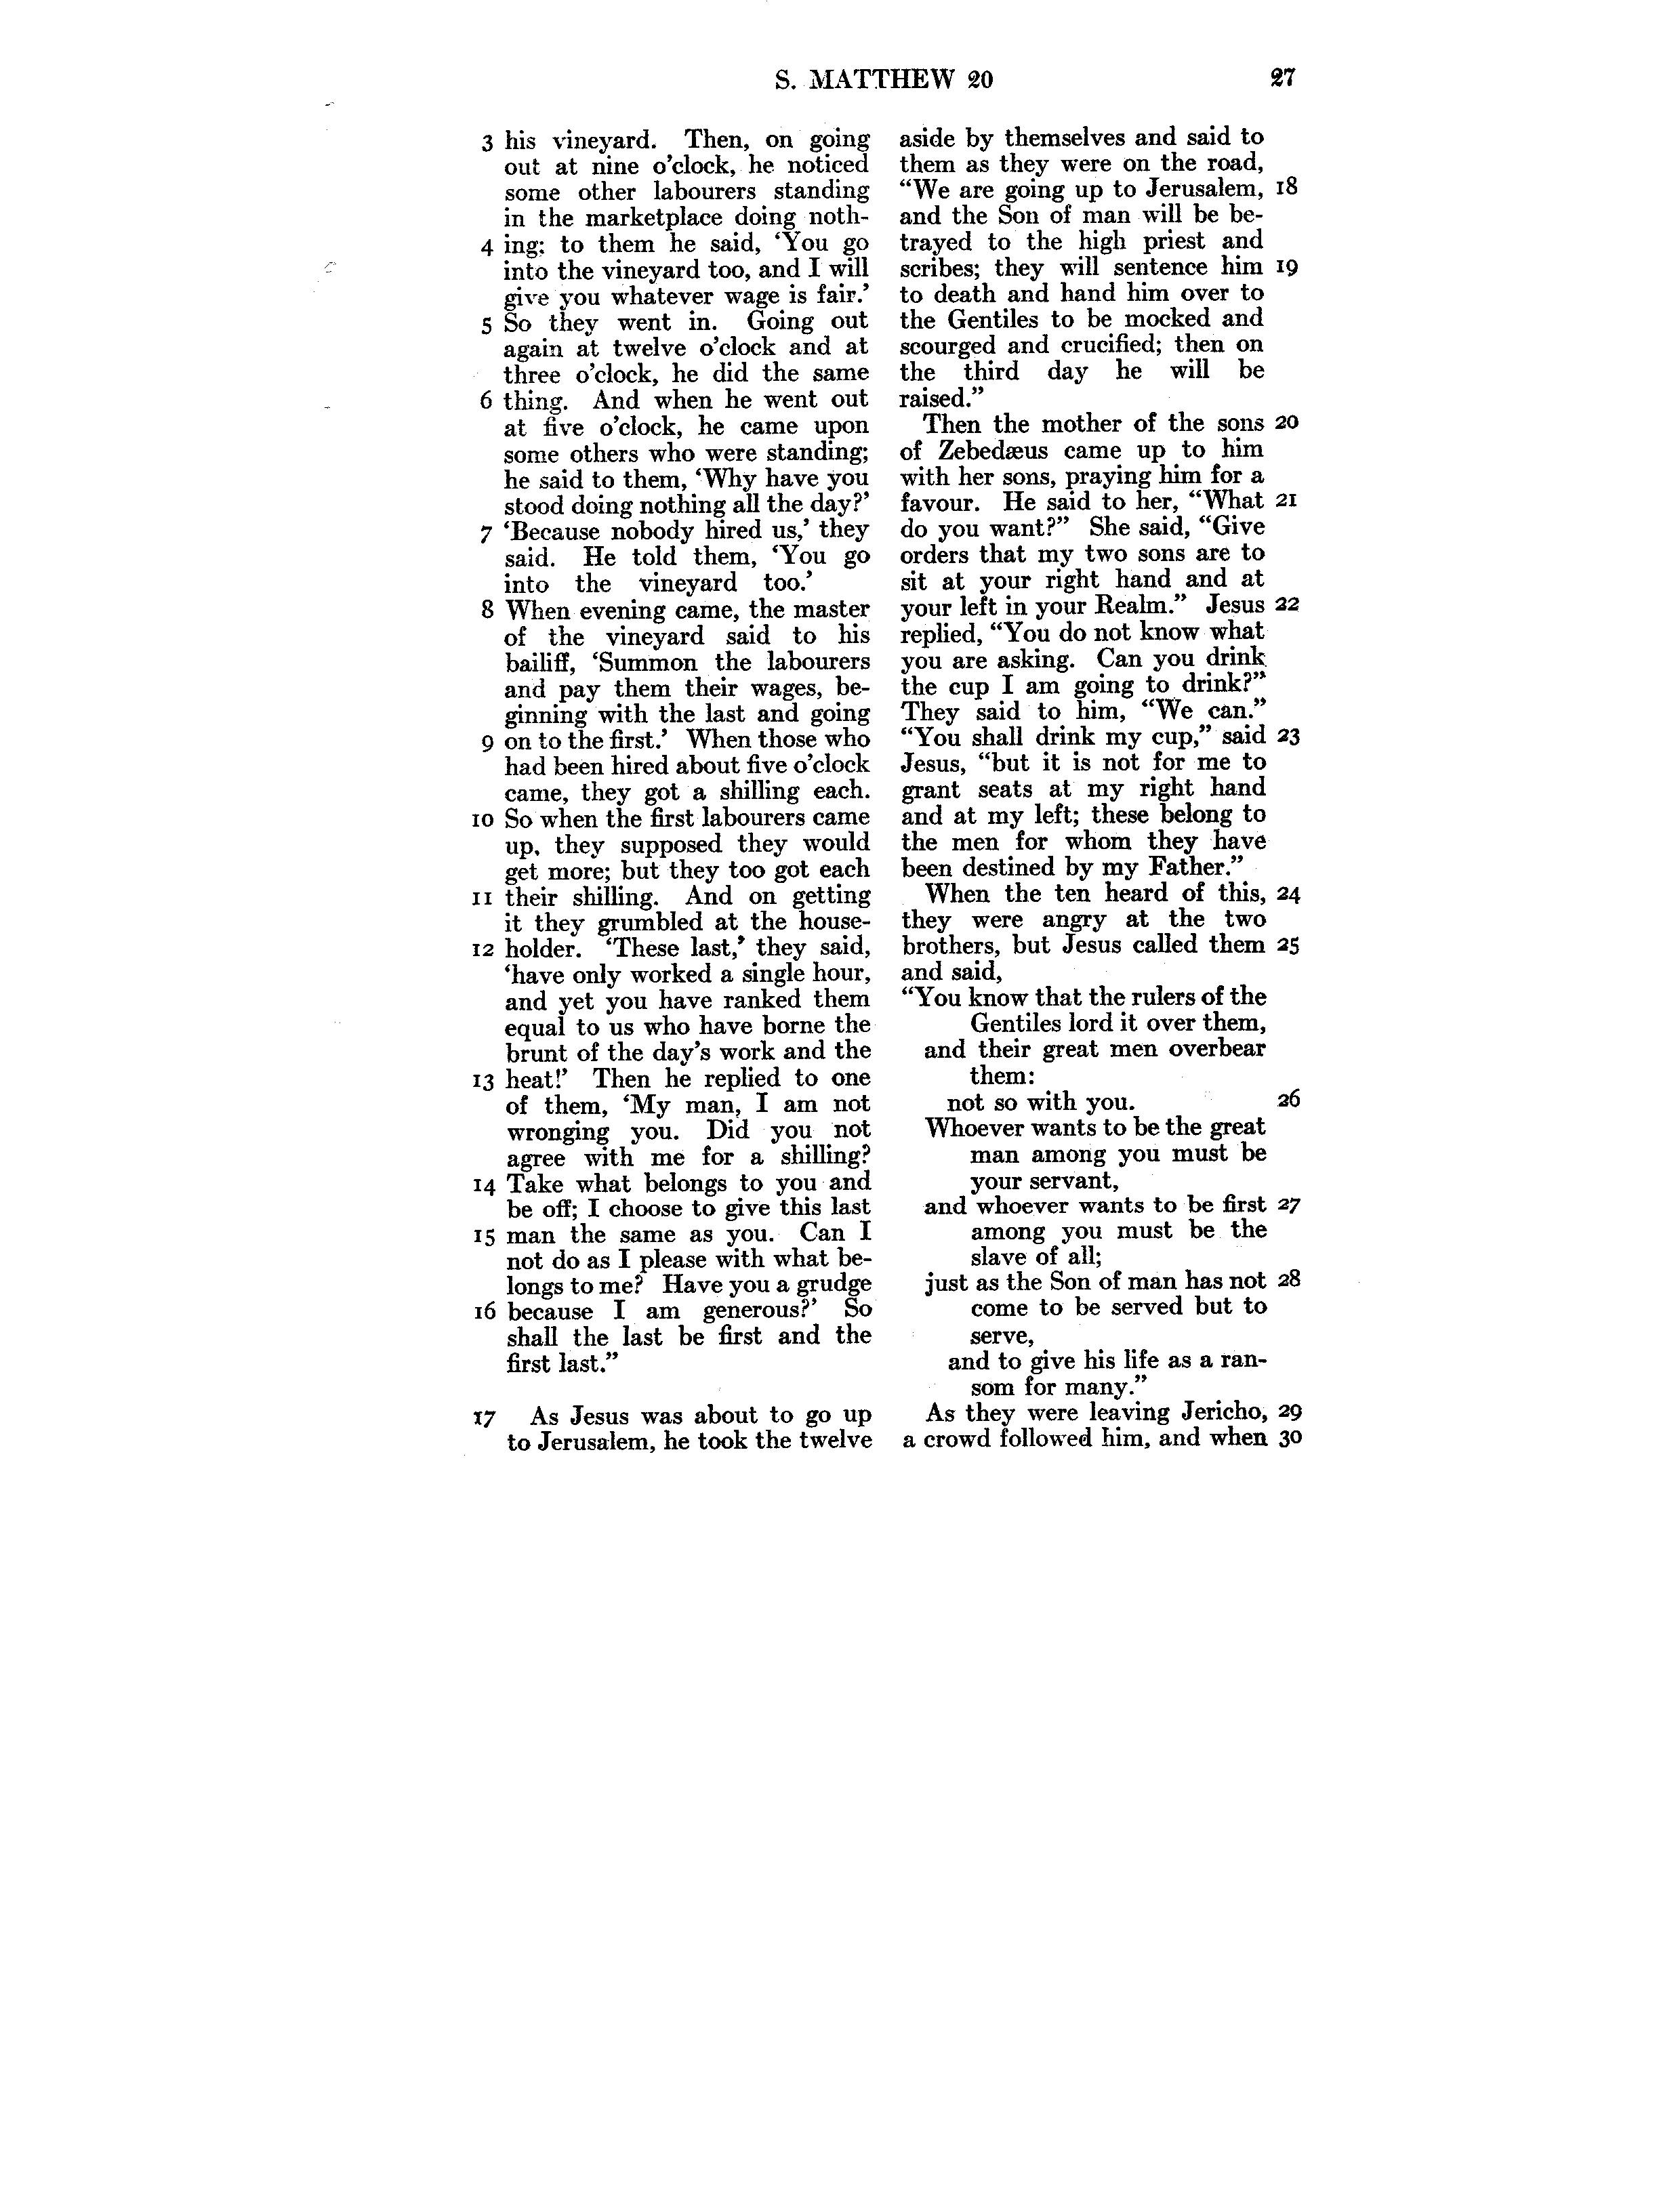 S. MATTHEW 20 27
3 his vineyard. Then, on going
out at nine o’clock, he noticed
some other labourers standing
in the marketplace doing noth-
4 ing; to them he said, ‘You go
into the vineyard too, and I will
give you whatever wage is fair.’
5 So they went in. Going out
again at twelve o’clock and at
three o’clock, he did the same
6 thing. And when he went out
at five o’clock, he came upon
some others who were standing;
he said to them, ‘Why have you
stood doing nothing all the day?’
7 ‘Because nobody hired us,’ they
said. He told them, ‘You go
into the vineyard too.’
8 When evening came, the master
of the vineyard said to his
bailiff, ‘Summon the labourers
and pay them their wages, be-
ginning with the last and going
9 on to the first.’ When those who
had been hired about five o’clock
came, they got a shilling each.
10 So when the first labourers came
up, they supposed they would
get more; but they too got each
11 their shilling. And on getting
it they grumbled at the house-
12 holder. ‘These last,’ they said,
‘have only worked a single hour,
and yet you have ranked them
equal to us who have borne the
brunt of the day’s work and the
13 heat!’ Then he replied to one
of them, ‘My man, I am not
wronging you. Did you not
agree with me for a shilling?
14 Take what belongs to you and
be off; I choose to give this last
15 man the same as you. Can I
not do as I please with what be-
longs to me? Have you a grudge
16 because I am generous?’ So
shall the last be first and the
first last.”
17 As Jesus was about to go up
to Jerusalem, he took the twelve
aside by themselves and said to
them as they were on the road,
“We are going up to Jerusalem, 18
and the Son of man will be be-
trayed to the high priest and
scribes; they will sentence him 19
to death and hand him over to
the Gentiles to be mocked and
scourged and crucified; then on
the third day he will be
raised.”
Then the mother of the sons 20
of Zebedæus came up to him
with her sons, praying him for a
favour. He said to her, “What 21
do you want?” She said, “Give
orders that my two sons are to
sit at your right hand and at
your left in your Realm.” Jesus 22
replied, “You do not know what
you are asking. Can you drink
the cup I am going to drink?”
They said to him, “We can.”
“You shall drink my cup,” said 23
Jesus, “but it is not for me to
grant seats at my right hand
and at my left; these belong to
the men for whom they have
been destined by my Father.”
When the ten heard of this, 24
they were angry at the two
brothers, but Jesus called them 25
and said,
“You know that the rulers of the
Gentiles lord it over them,
and their great men overbear
them:
not so with you. 26
Whoever wants to be the great
man among you must be
your servant,
and whoever wants to be first 27
among you must be the
slave of all;
just as the Son of man has not 28
come to be served but to
serve,
and to give his life as a ran-
som for many.”
As they were leaving Jericho, 29
a crowd followed him, and when 30